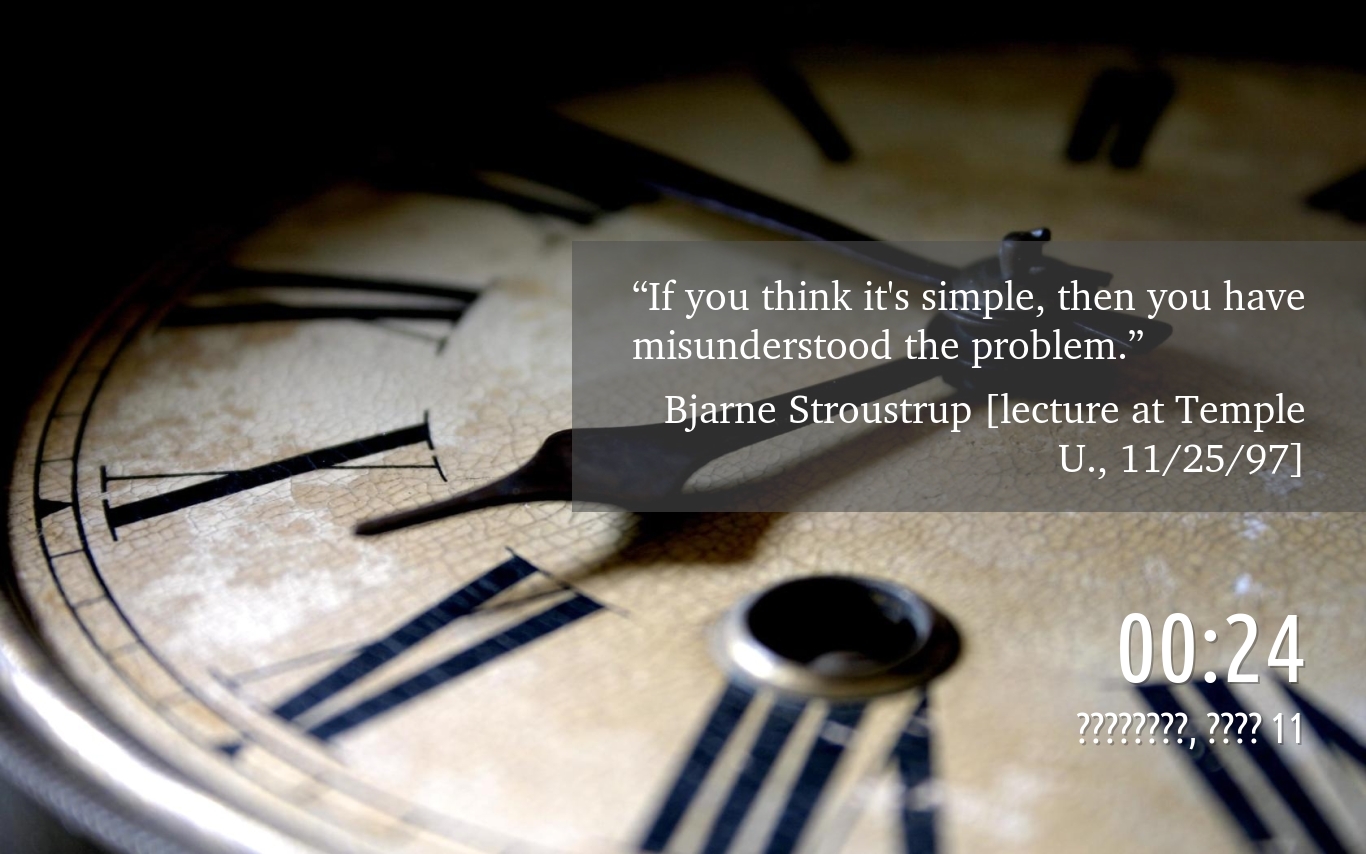 “If you think it's simple, then you have
misunderstood the problem.”
Bjarne Stroustrup [lecture at Temple
U., 11/25/97]
00:24
????????, ???? 11